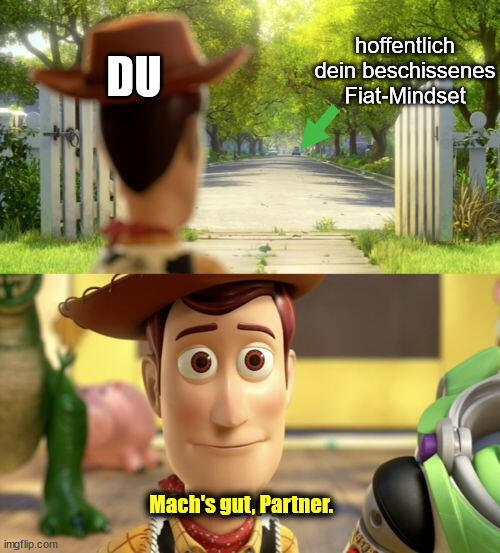 DU
hoffentlich
dein beschissenes
Fiat-Mindset
Mach's gut, Partner.
imgflip.com